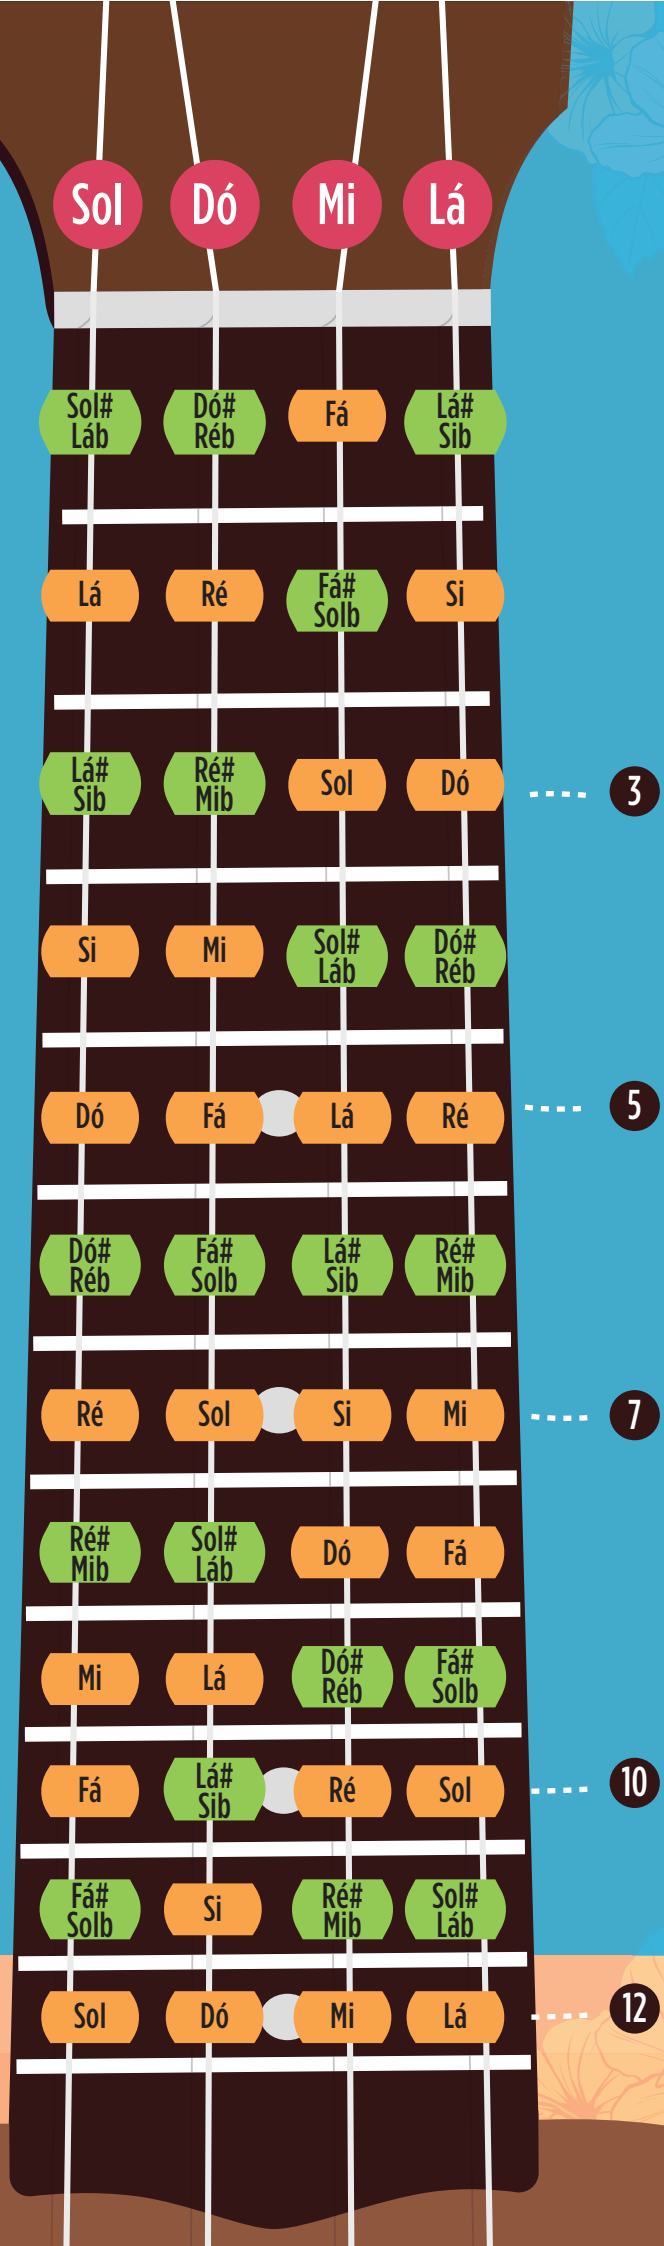 Sol Dó Mi Lá
Sol# Dó# Fá Lá#
Láb Réb Sib
Lá Ré Fá# Si
Solb
Lá# Ré# Sol Dó 3
Sib Mib
Si Mi Sol# Dó#
Láb Réb
Dó Fá Lá Ré 5
Dó# Fá# Lá# Ré#
Réb Solb Sib Mib
Ré Sol Si Mi 7
Ré# Sol# Dó Fá
Mib Láb
Mi Lá Dó# Fá#
Réb Solb
Fá Lá# Ré Sol 10
Sib
Fá# Si Ré# Sol#
Solb Mib Láb
Sol Dó Mi Lá 12